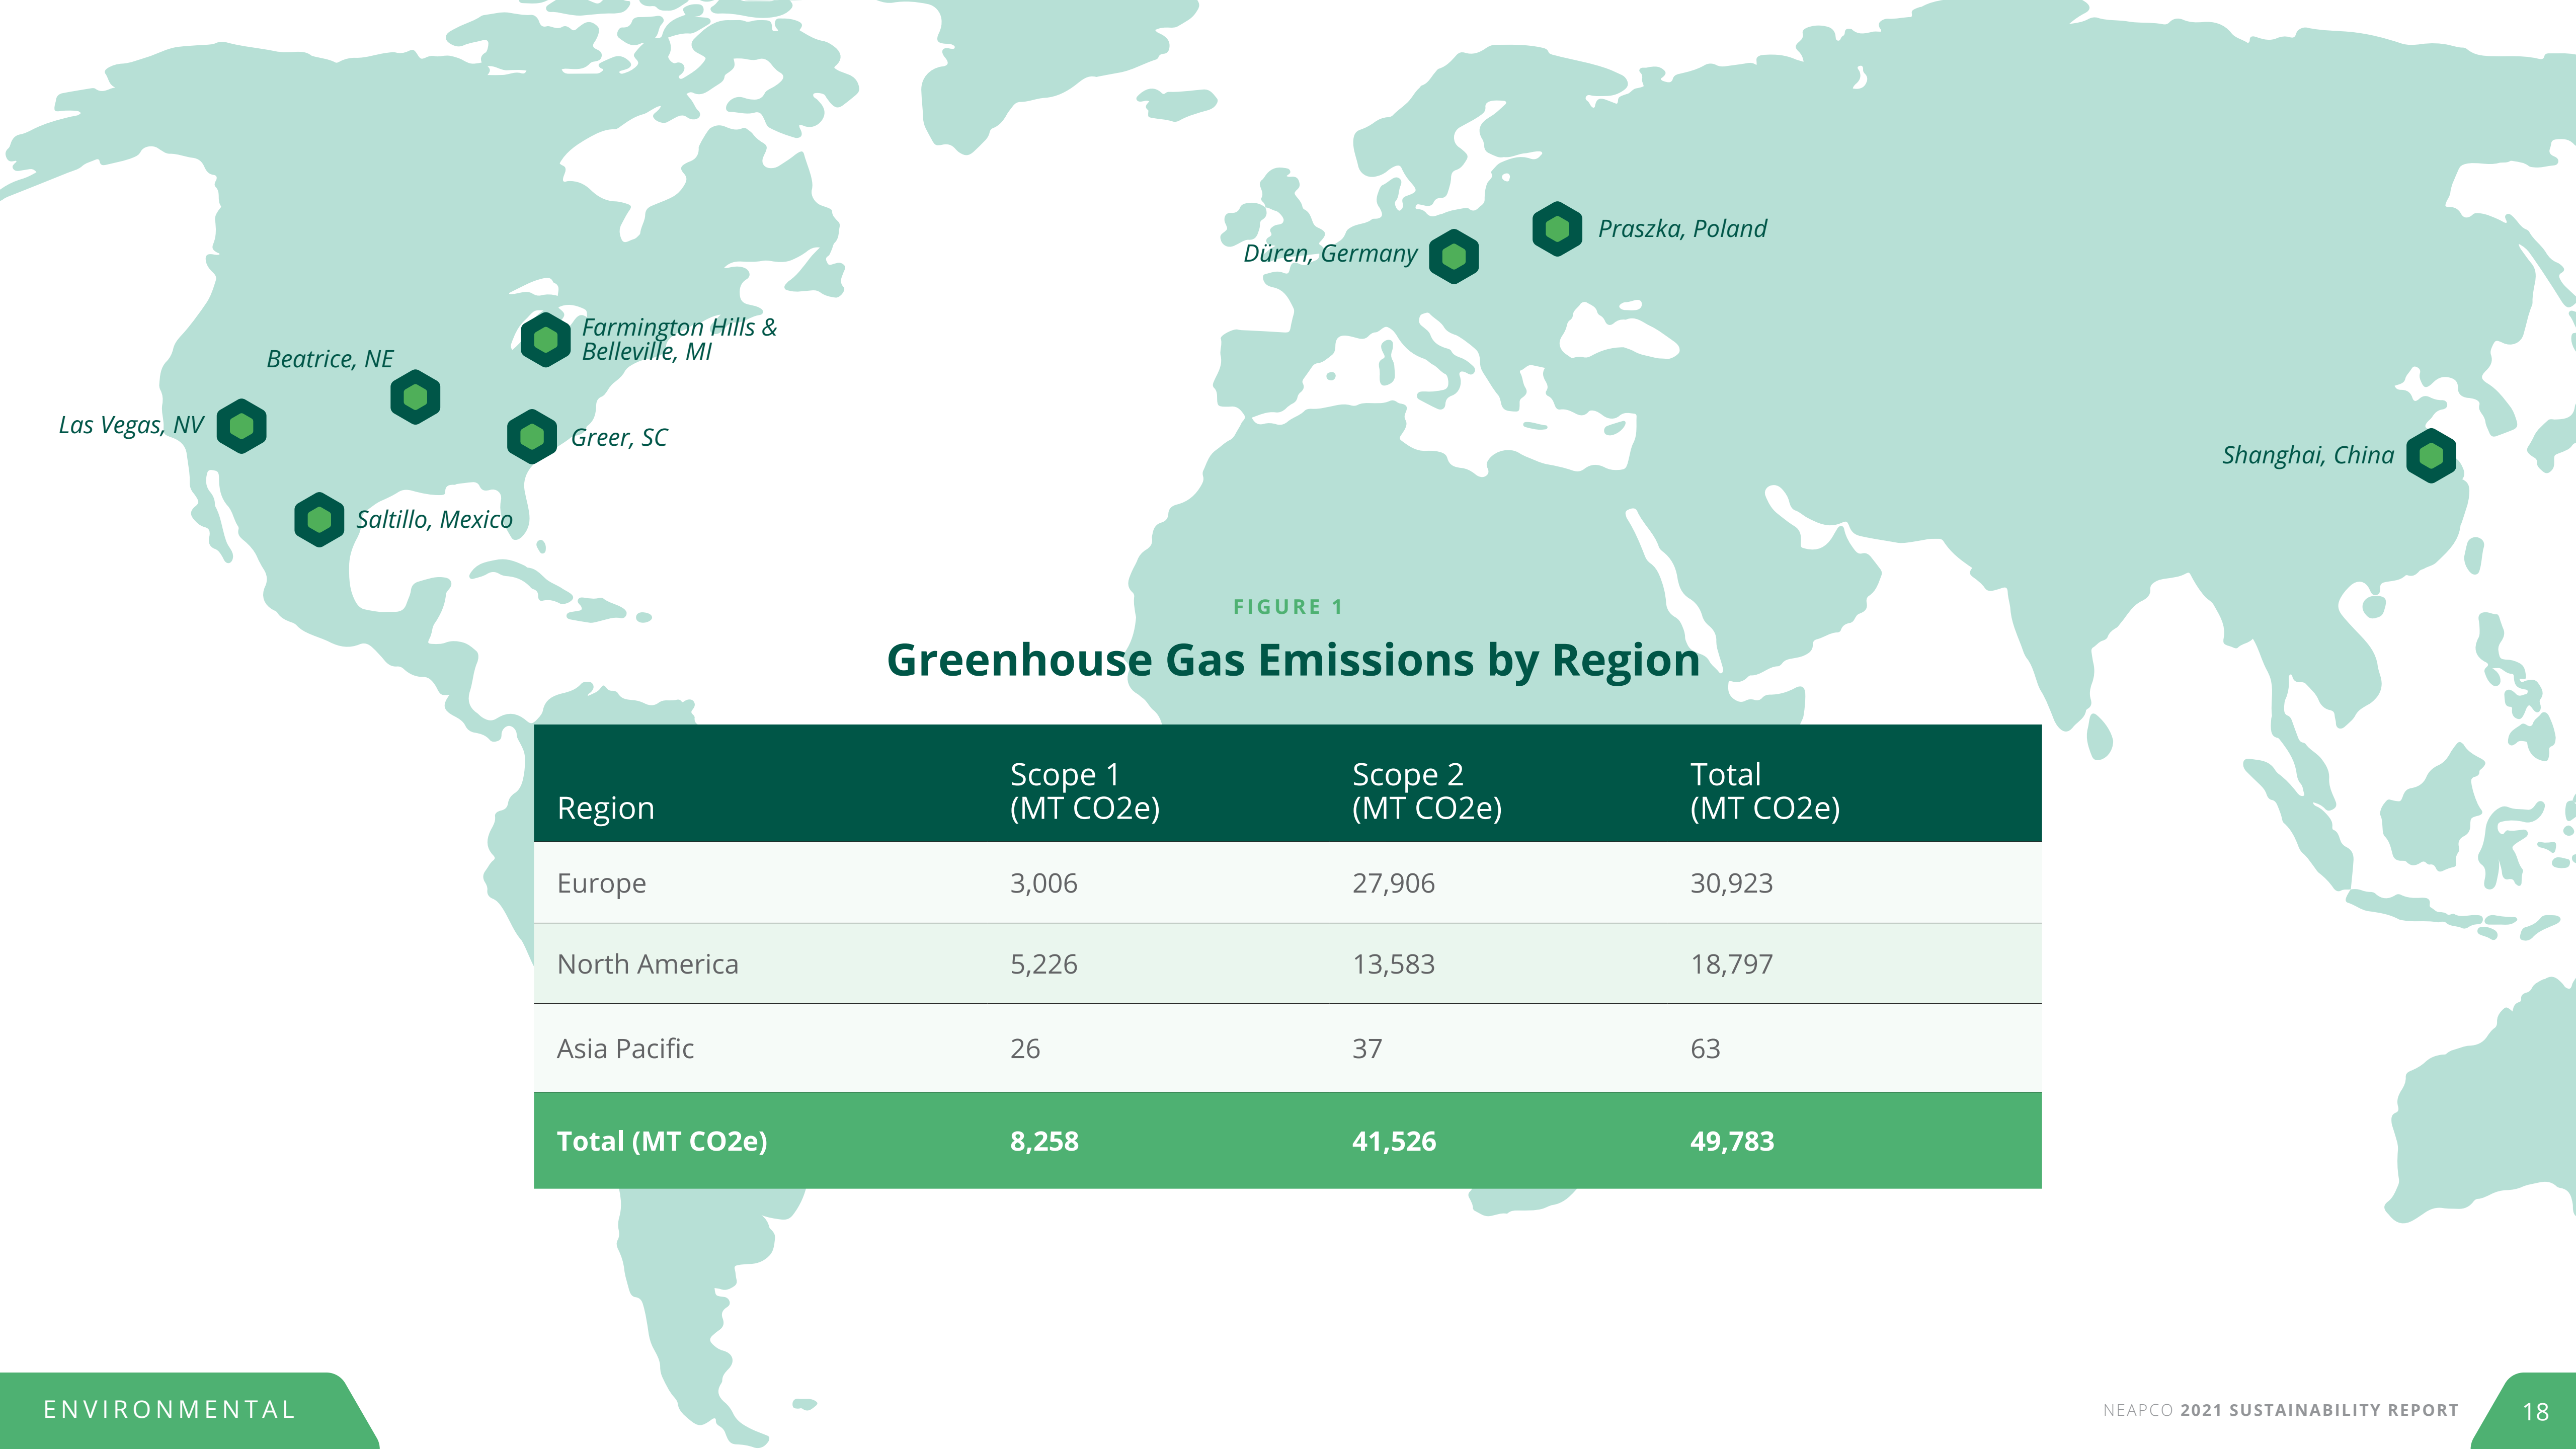 Praszka, Poland
Düren, Germany
Farmington Hills &
Belleville, MI
Beatrice, NE
Las Vegas, NV
Greer, SC
Shanghai, China
Saltillo, Mexico
FIGURE 1
Greenhouse Gas Emissions by Region
Region Scope 1 (MT CO2e) Scope 2 (MT CO2e) Total (MT CO2e)
Europe 3,006 27,906 30,923
North America 5,226 13,583 18,797
Asia Pacific 26 37 63
Total (MT CO2e) 8,258 41,526 49,783
ENVIRONMENTAL
NEAPCO 2021 SUSTAINABILITY REPORT 18